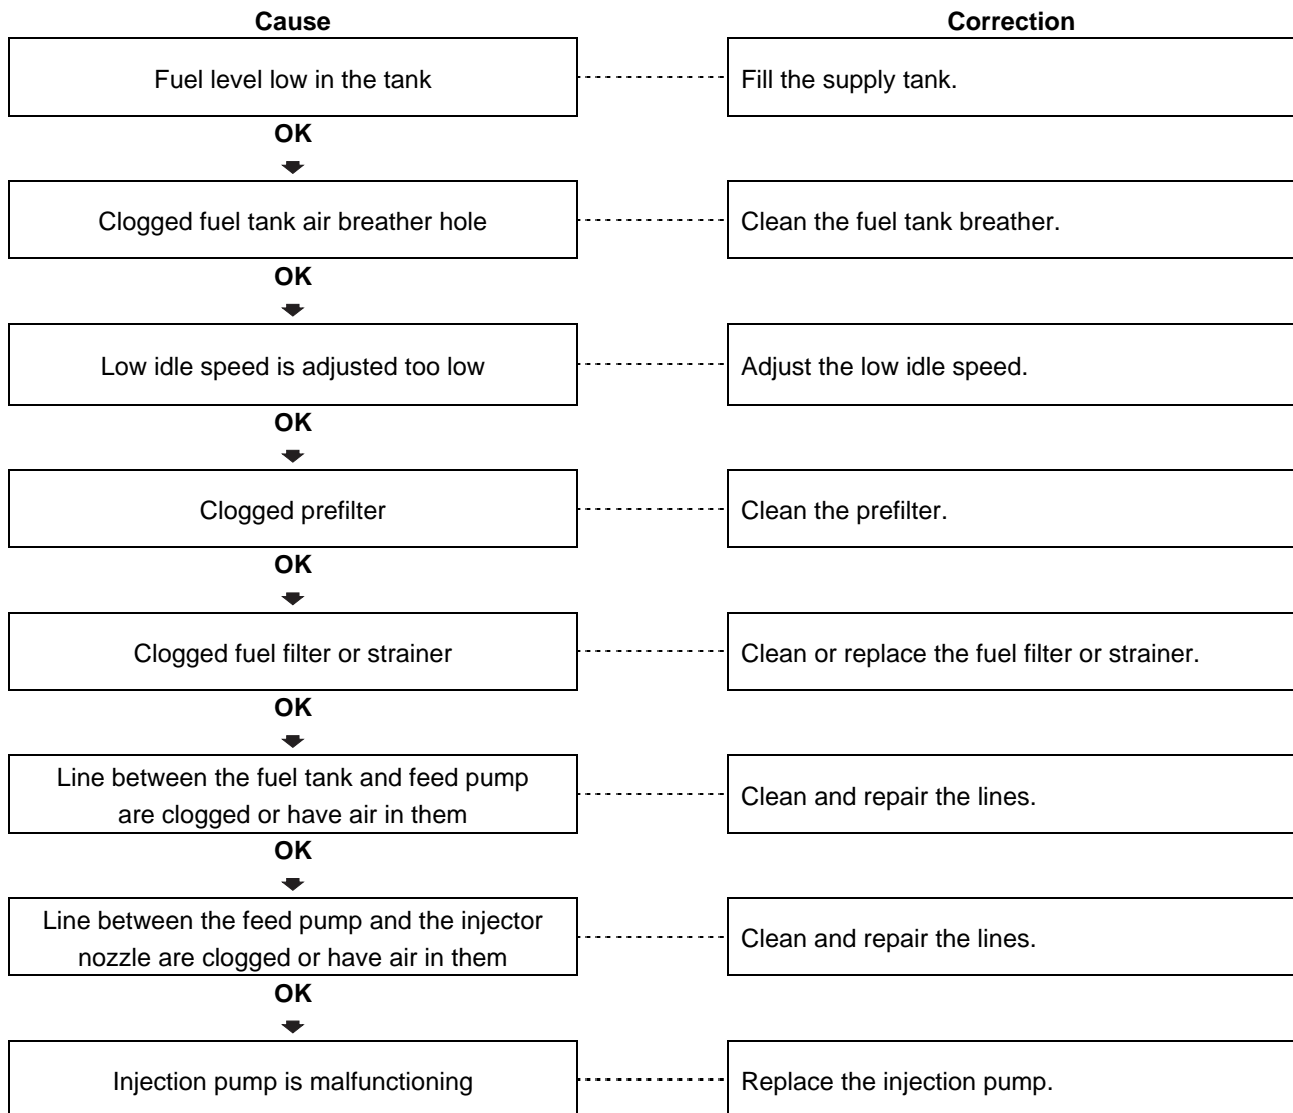 Cause
Correction
Fuel level low in the tank
Fill the supply tank.
OK
Clogged fuel tank air breather hole
Clean the fuel tank breather.
OK
Low idle speed is adjusted too low
Adjust the low idle speed.
OK
Clogged prefilter
Clean the prefilter.
OK
Clogged fuel filter or strainer
Clean or replace the fuel filter or strainer.
OK
Line between the fuel tank and feed pump
are clogged or have air in them
Clean and repair the lines.
OK
Line between the feed pump and the injector
nozzle are clogged or have air in them
Clean and repair the lines.
OK
Injection pump is malfunctioning
Replace the injection pump.